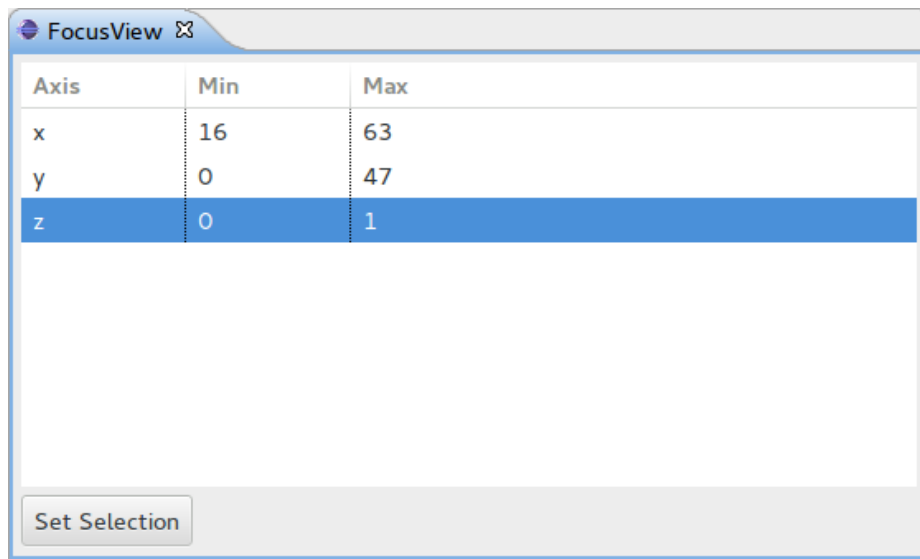 FocusView
Axis Min Max
x 16 63
y 0 47
z 0 1
Set Selection